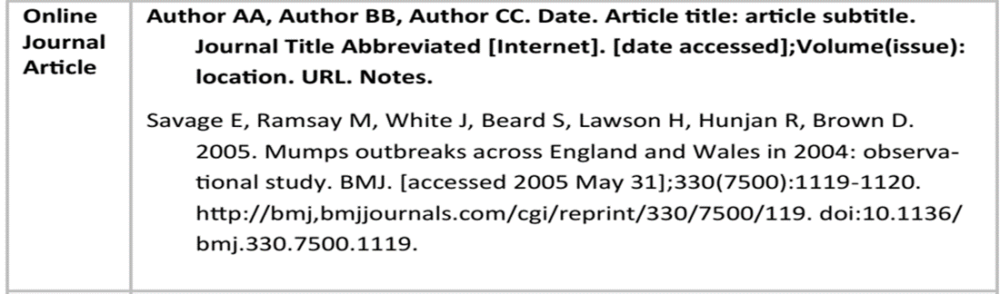 Online
Journal
Article
Author AA, Author BB, Author CC. Date. Article title: article subtitle.
Journal Title Abbreviated [Internet]. [date accessed];Volume(issue):
location. URL. Notes.
Savage E, Ramsay M, White J, Beard S, Lawson H, Hunjan R, Brown D.
2005. Mumps outbreaks across England and Wales in 2004: observa-
tional study. BMJ. [accessed 2005 May 31];330(7500):1119-1120.
http://bmj,bmjjournals.com/cgi/reprint/330/7500/119. doi:10.1136/
bmj.330.7500.1119.